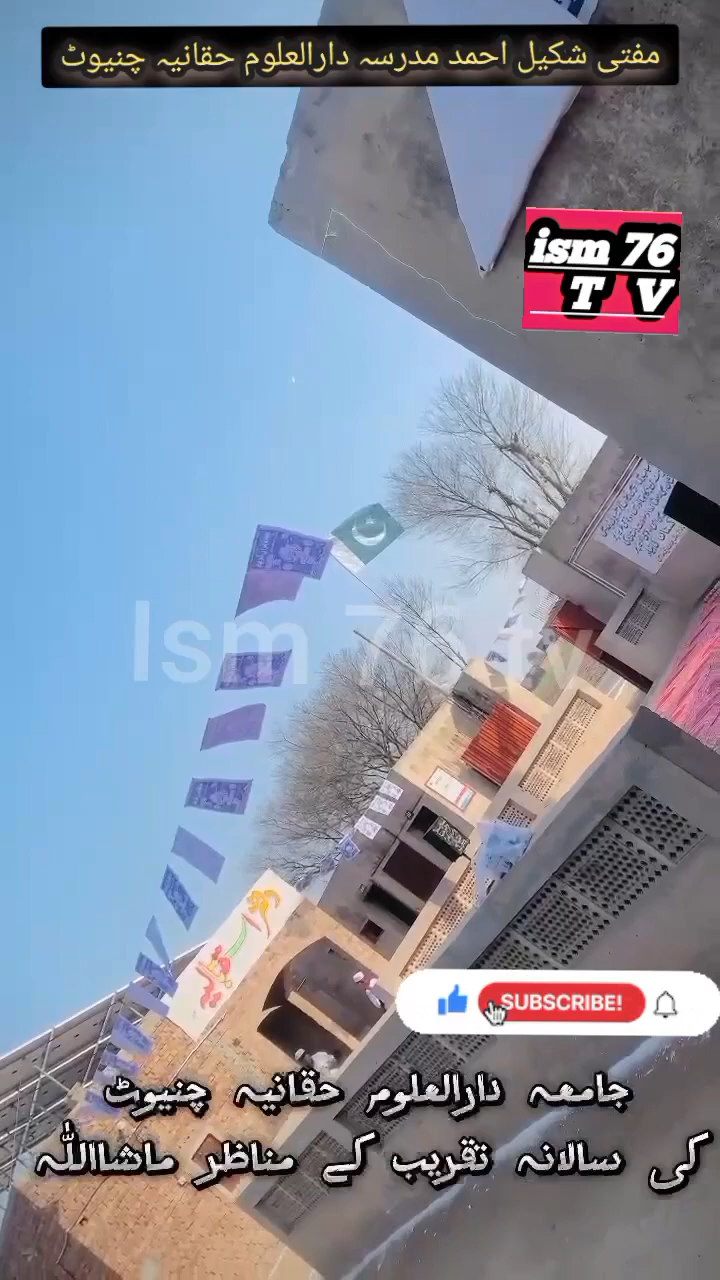 مفتی شکیل احمد مدرسہ دارالعلوم حقانیہ چنیوٹ
ism 76
T V
Ism 76 tv
SUBSCRIBE!
جامعہ دارالعلوم حقانیہ چنیوٹ
کی سالانہ تقریب کے مناظر ماشااللہ